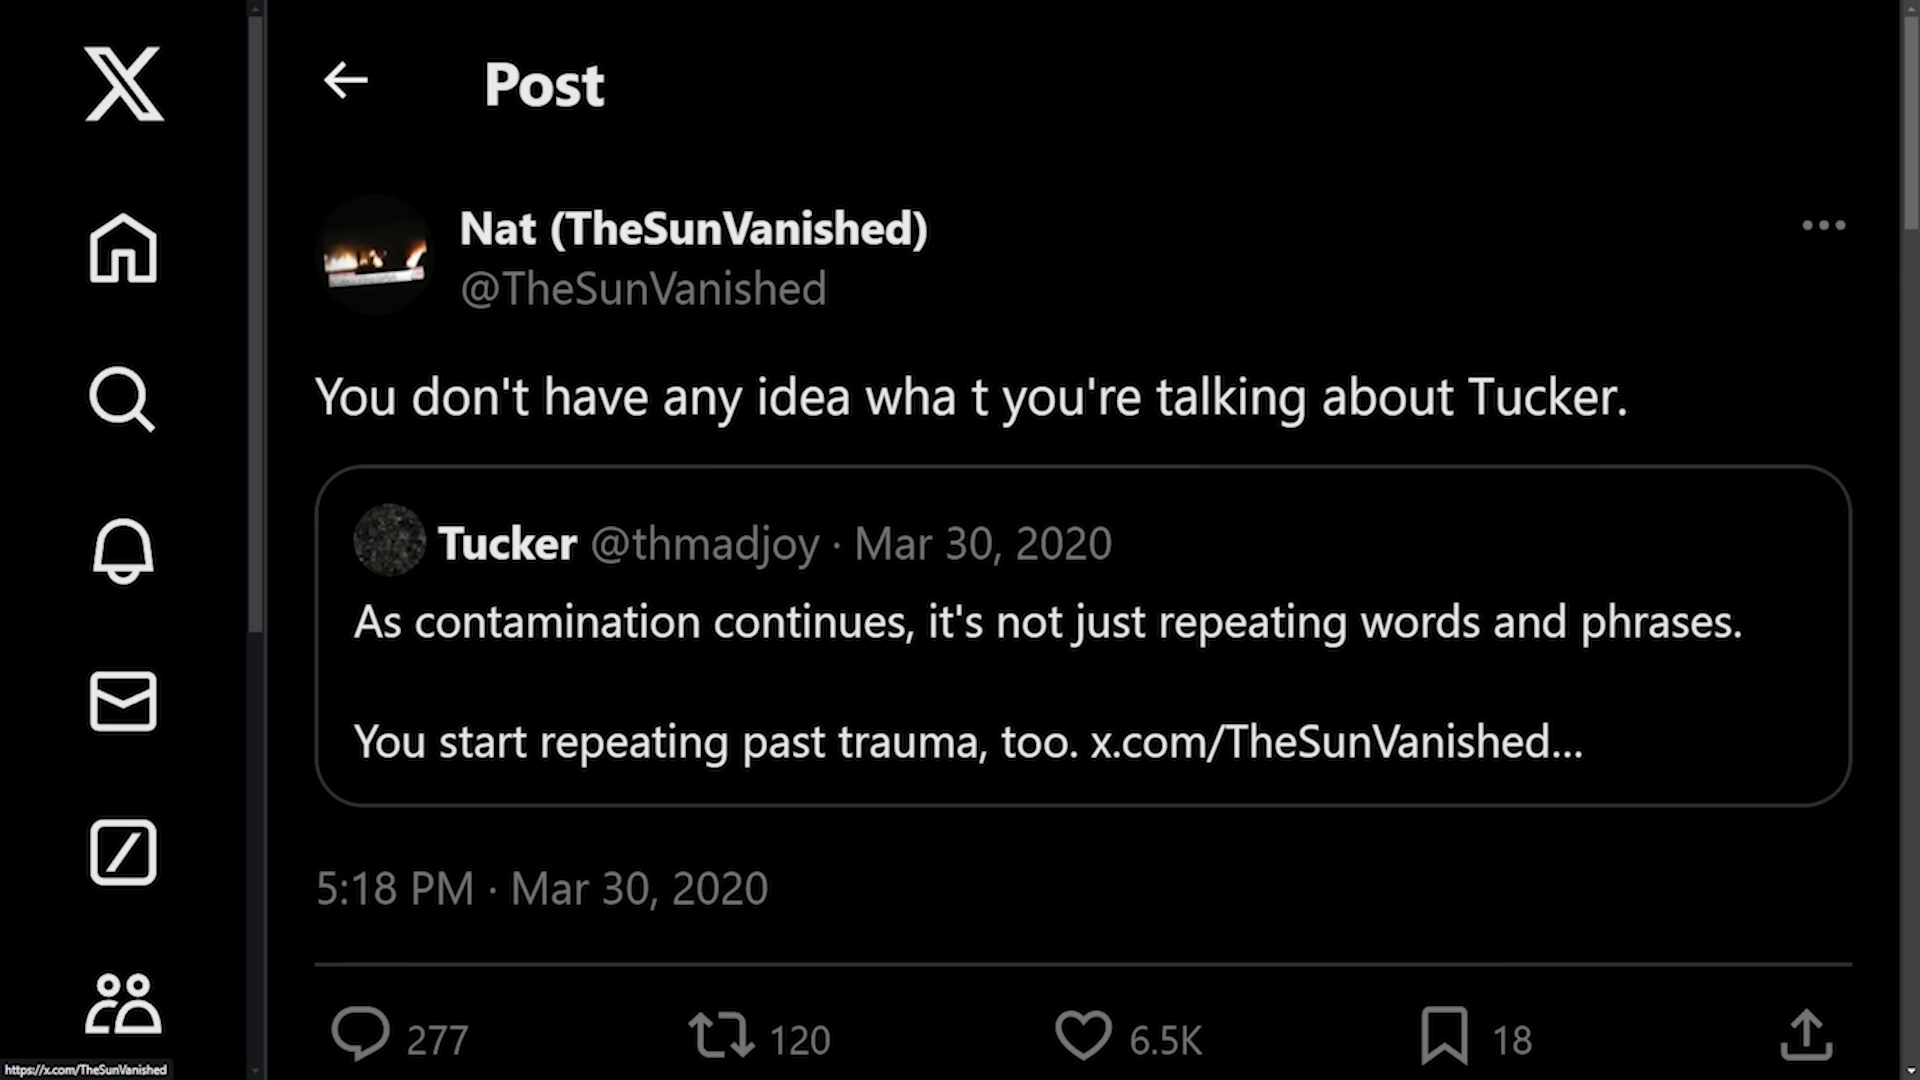 Post
Nat (TheSunVanished)
@TheSunVanished
You don't have any idea wha t you're talking about Tucker.
Tucker @thmadjoy · Mar 30, 2020
As contamination continues, it's not just repeating words and phrases.
You start repeating past trauma, too. x.com/TheSunVanished...
5:18 PM · Mar 30, 2020
277 120 6.5K 18
https://x.com/TheSunVanished